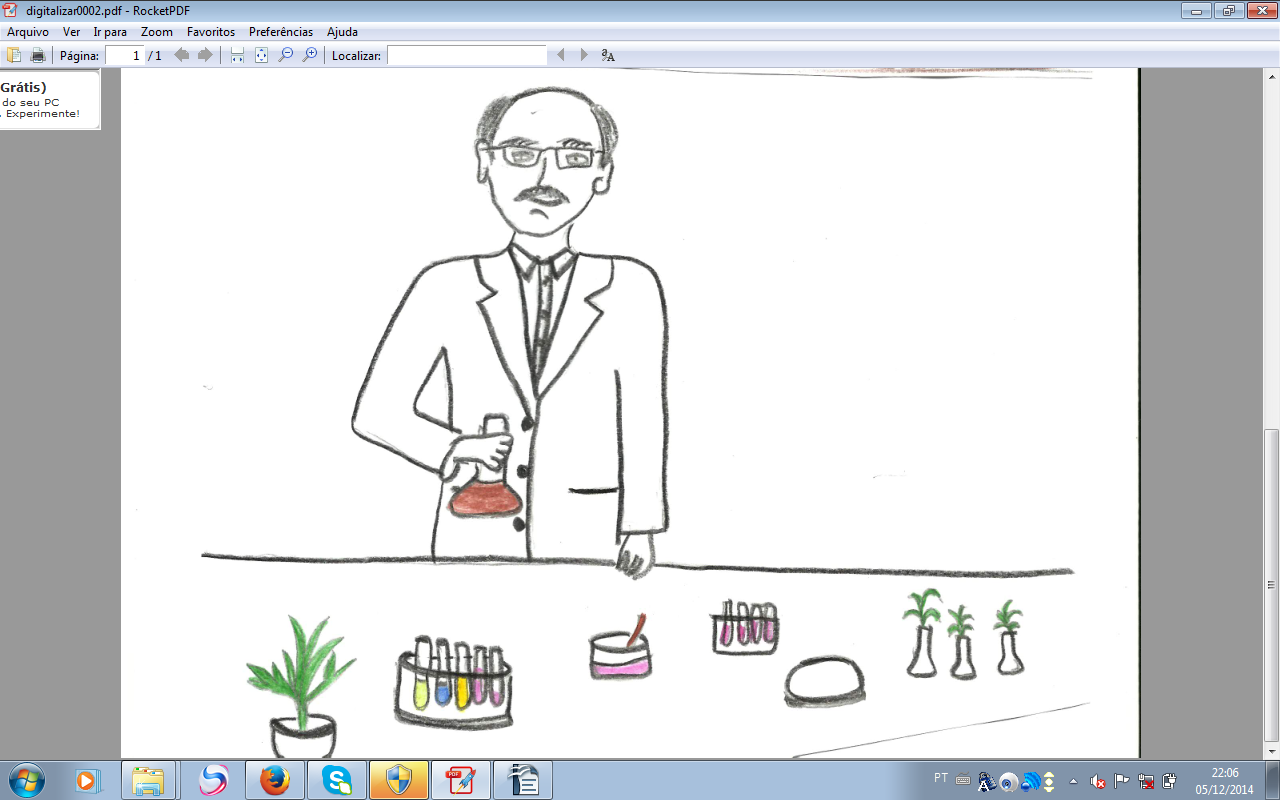 digitalizar0002.pdf - RocketPDF
Arquivo Ver Ir para Zoom Favoritos Preferências Ajuda
Página: 1 / 1 Localizar:
Grátis)
do seu PC
. Experimente!
PDF
PT
22:06
05/12/2014